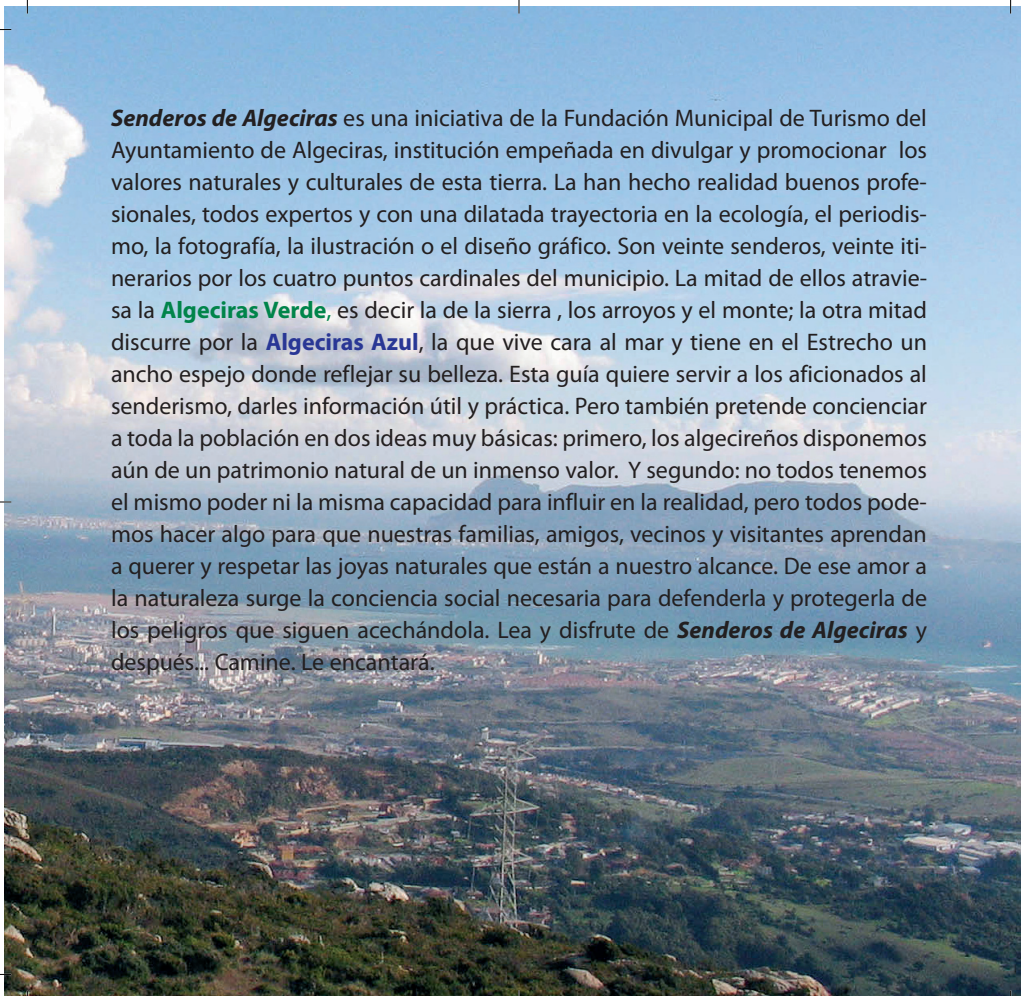 Senderos de Algeciras es una iniciativa de la Fundación Municipal de Turismo del
Ayuntamiento de Algeciras, institución empeñada en divulgar y promocionar  los
valores naturales y culturales de esta tierra. La han hecho realidad buenos profe-
sionales, todos expertos y con una dilatada trayectoria en la ecología, el periodis-
mo, la fotografía, la ilustración o el diseño gráfico. Son veinte senderos, veinte iti-
nerarios por los cuatro puntos cardinales del municipio. La mitad de ellos atravie-
sa la Algeciras Verde, es decir la de la sierra , los arroyos y el monte; la otra mitad
discurre por la Algeciras Azul, la que vive cara al mar y tiene en el Estrecho un
ancho espejo donde reflejar su belleza. Esta guía quiere servir a los aficionados al
senderismo, darles información útil y práctica. Pero también pretende concienciar
a toda la población en dos ideas muy básicas: primero, los algecireños disponemos
aún de un patrimonio natural de un inmenso valor.  Y segundo: no todos tenemos
el mismo poder ni la misma capacidad para influir en la realidad, pero todos pode-
mos hacer algo para que nuestras familias, amigos, vecinos y visitantes aprendan
a querer y respetar las joyas naturales que están a nuestro alcance. De ese amor a
la naturaleza surge la conciencia social necesaria para defenderla y protegerla de
los peligros que siguen acechándola. Lea y disfrute de Senderos de Algeciras y
después... Camine. Le encantará.